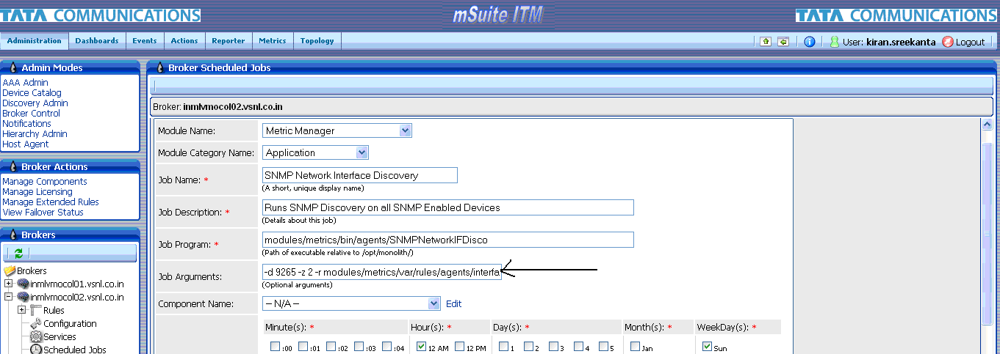 TATA COMMUNICATIONS mSuite ITM TATA COMMUNICATIONS
Administration Dashboards Events Actions Reporter Metrics Topology User: kiran.sreekanta Logout
Admin Modes
AAA Admin
Device Catalog
Discovery Admin
Broker Control
Notifications
Hierarchy Admin
Host Agent
Broker Actions
Manage Components
Manage Licensing
Manage Extended Rules
View Failover Status
Brokers
Brokers
inmlvmocol01.vsnl.co.in
inmlvmocol02.vsnl.co.in
Rules
Configuration
Services
Scheduled Jobs
Broker Scheduled Jobs
Broker: inmlvmocol02.vsnl.co.in
Module Name: Metric Manager
Module Category Name: Application
Job Name: * SNMP Network Interface Discovery
(A short, unique display name)
Job Description: * Runs SNMP Discovery on all SNMP Enabled Devices
(Details about this job)
Job Program: * modules/metrics/bin/agents/SNMPNetworkIFDisco
(Path of executable relative to /opt/monolith/)
Job Arguments: -d 9265 -z 2 -r modules/metrics/var/rules/agents/interfa
(Optional arguments)
Component Name: -- N/A -- Edit
Minute(s): * Hour(s): * Day(s): * Month(s): * WeekDay(s): *
:00 :01 :02 :03 :04 12 AM 12 PM 1 2 3 4 5 Jan Sun